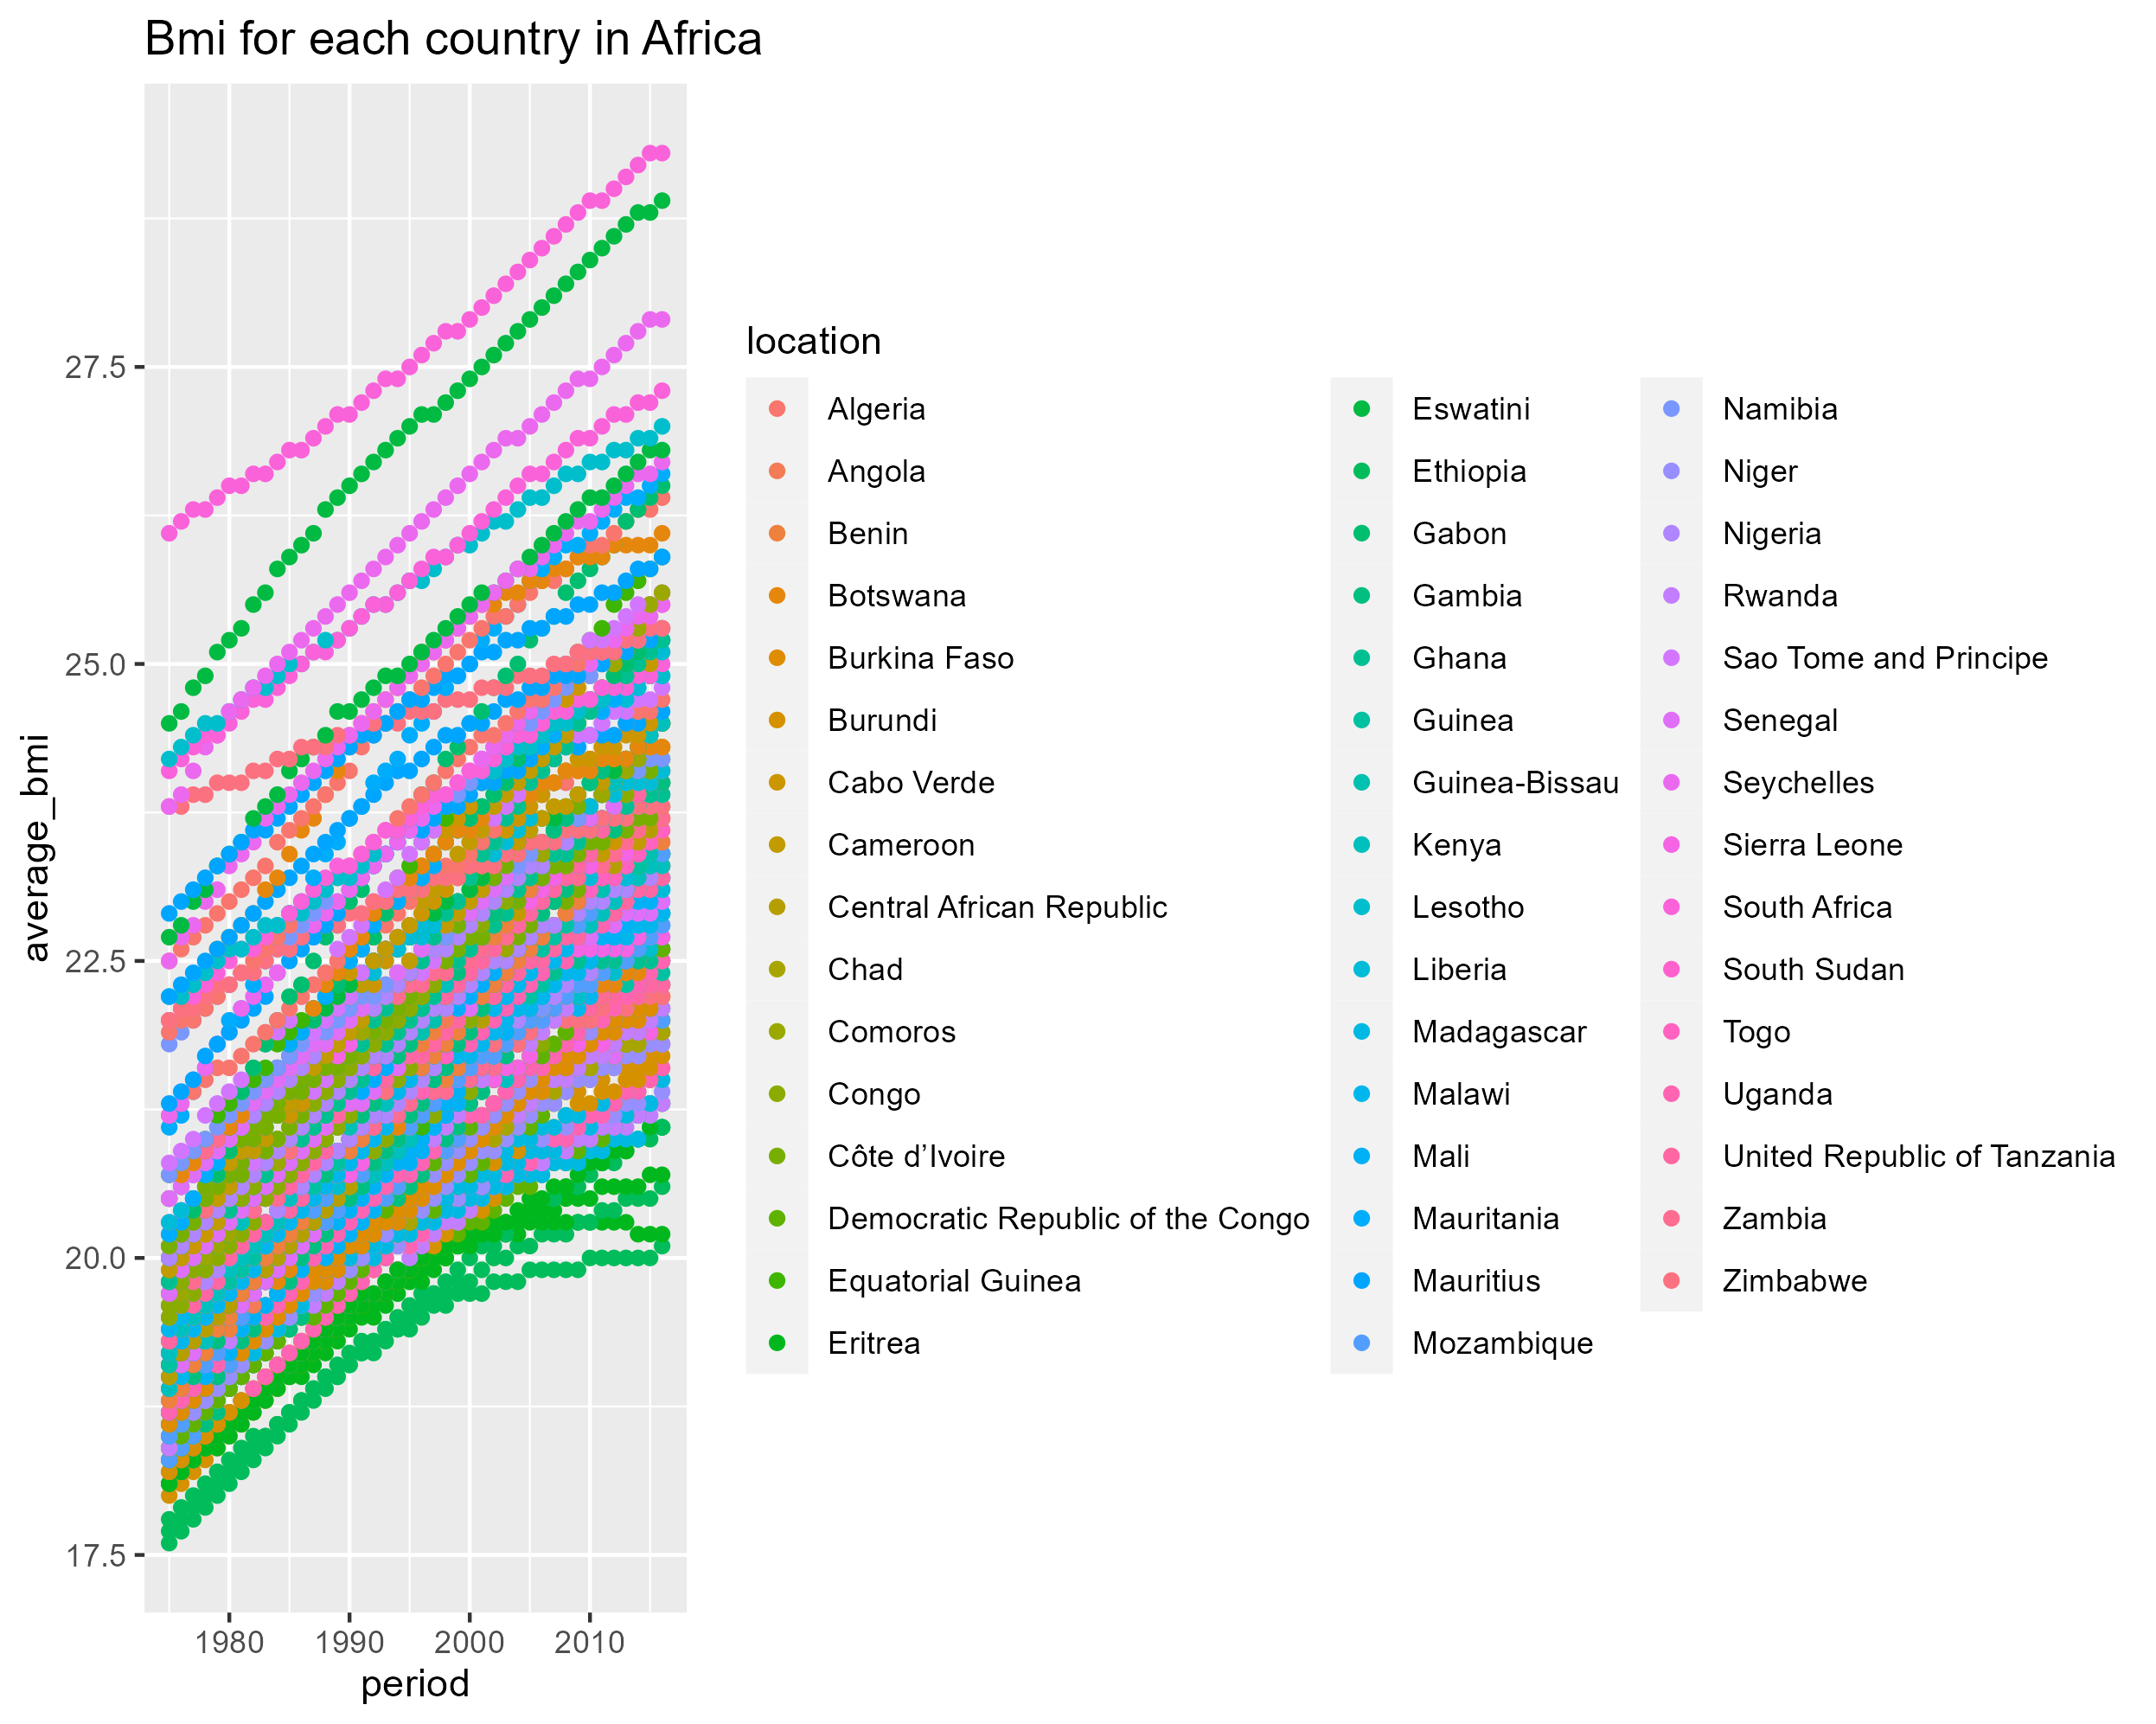 Bmi for each country in Africa
average_bmi
27.5
25.0
22.5
20.0
17.5
1980 1990 2000 2010
period
location
Algeria
Angola
Benin
Botswana
Burkina Faso
Burundi
Cabo Verde
Cameroon
Central African Republic
Chad
Comoros
Congo
Côte d’Ivoire
Democratic Republic of the Congo
Equatorial Guinea
Eritrea
Eswatini
Ethiopia
Gabon
Gambia
Ghana
Guinea
Guinea-Bissau
Kenya
Lesotho
Liberia
Madagascar
Malawi
Mali
Mauritania
Mauritius
Mozambique
Namibia
Niger
Nigeria
Rwanda
Sao Tome and Principe
Senegal
Seychelles
Sierra Leone
South Africa
South Sudan
Togo
Uganda
United Republic of Tanzania
Zambia
Zimbabwe